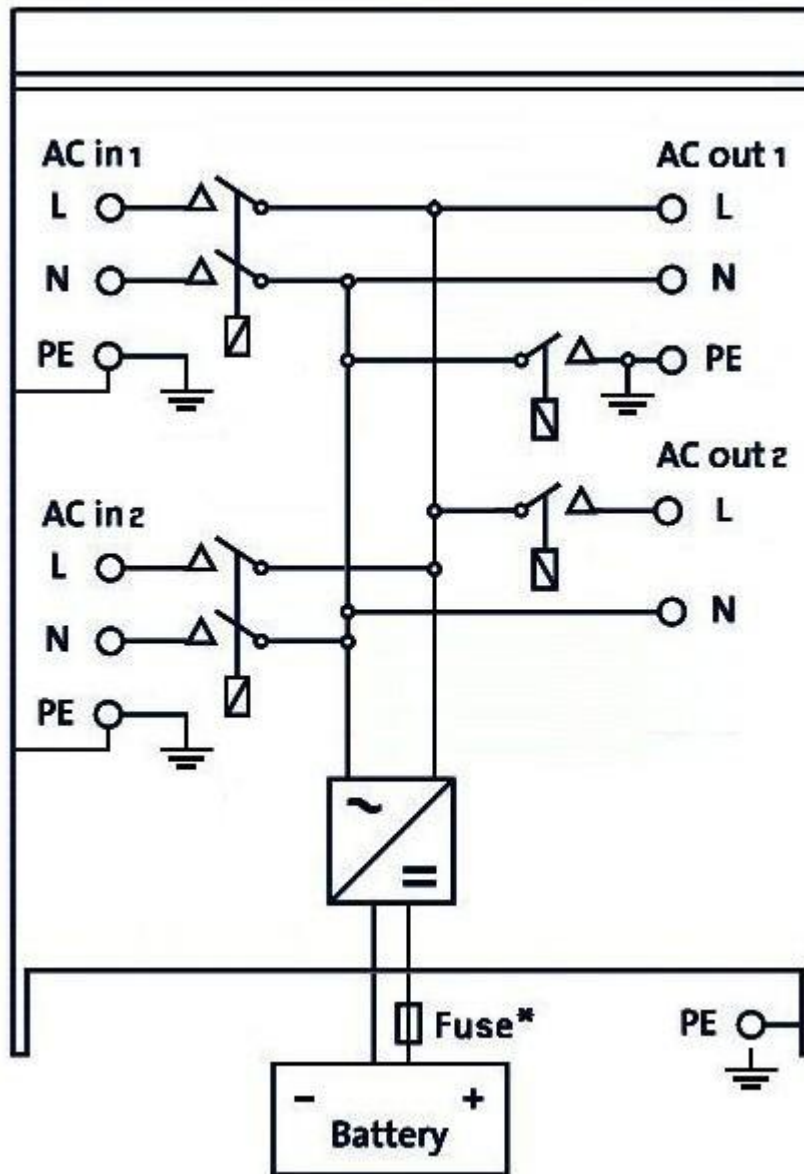 AC in 1
L
N
PE
AC out 1
L
N
PE
AC in 2
L
N
PE
AC out 2
L
N
~
=
Fuse*
PE
- +
Battery